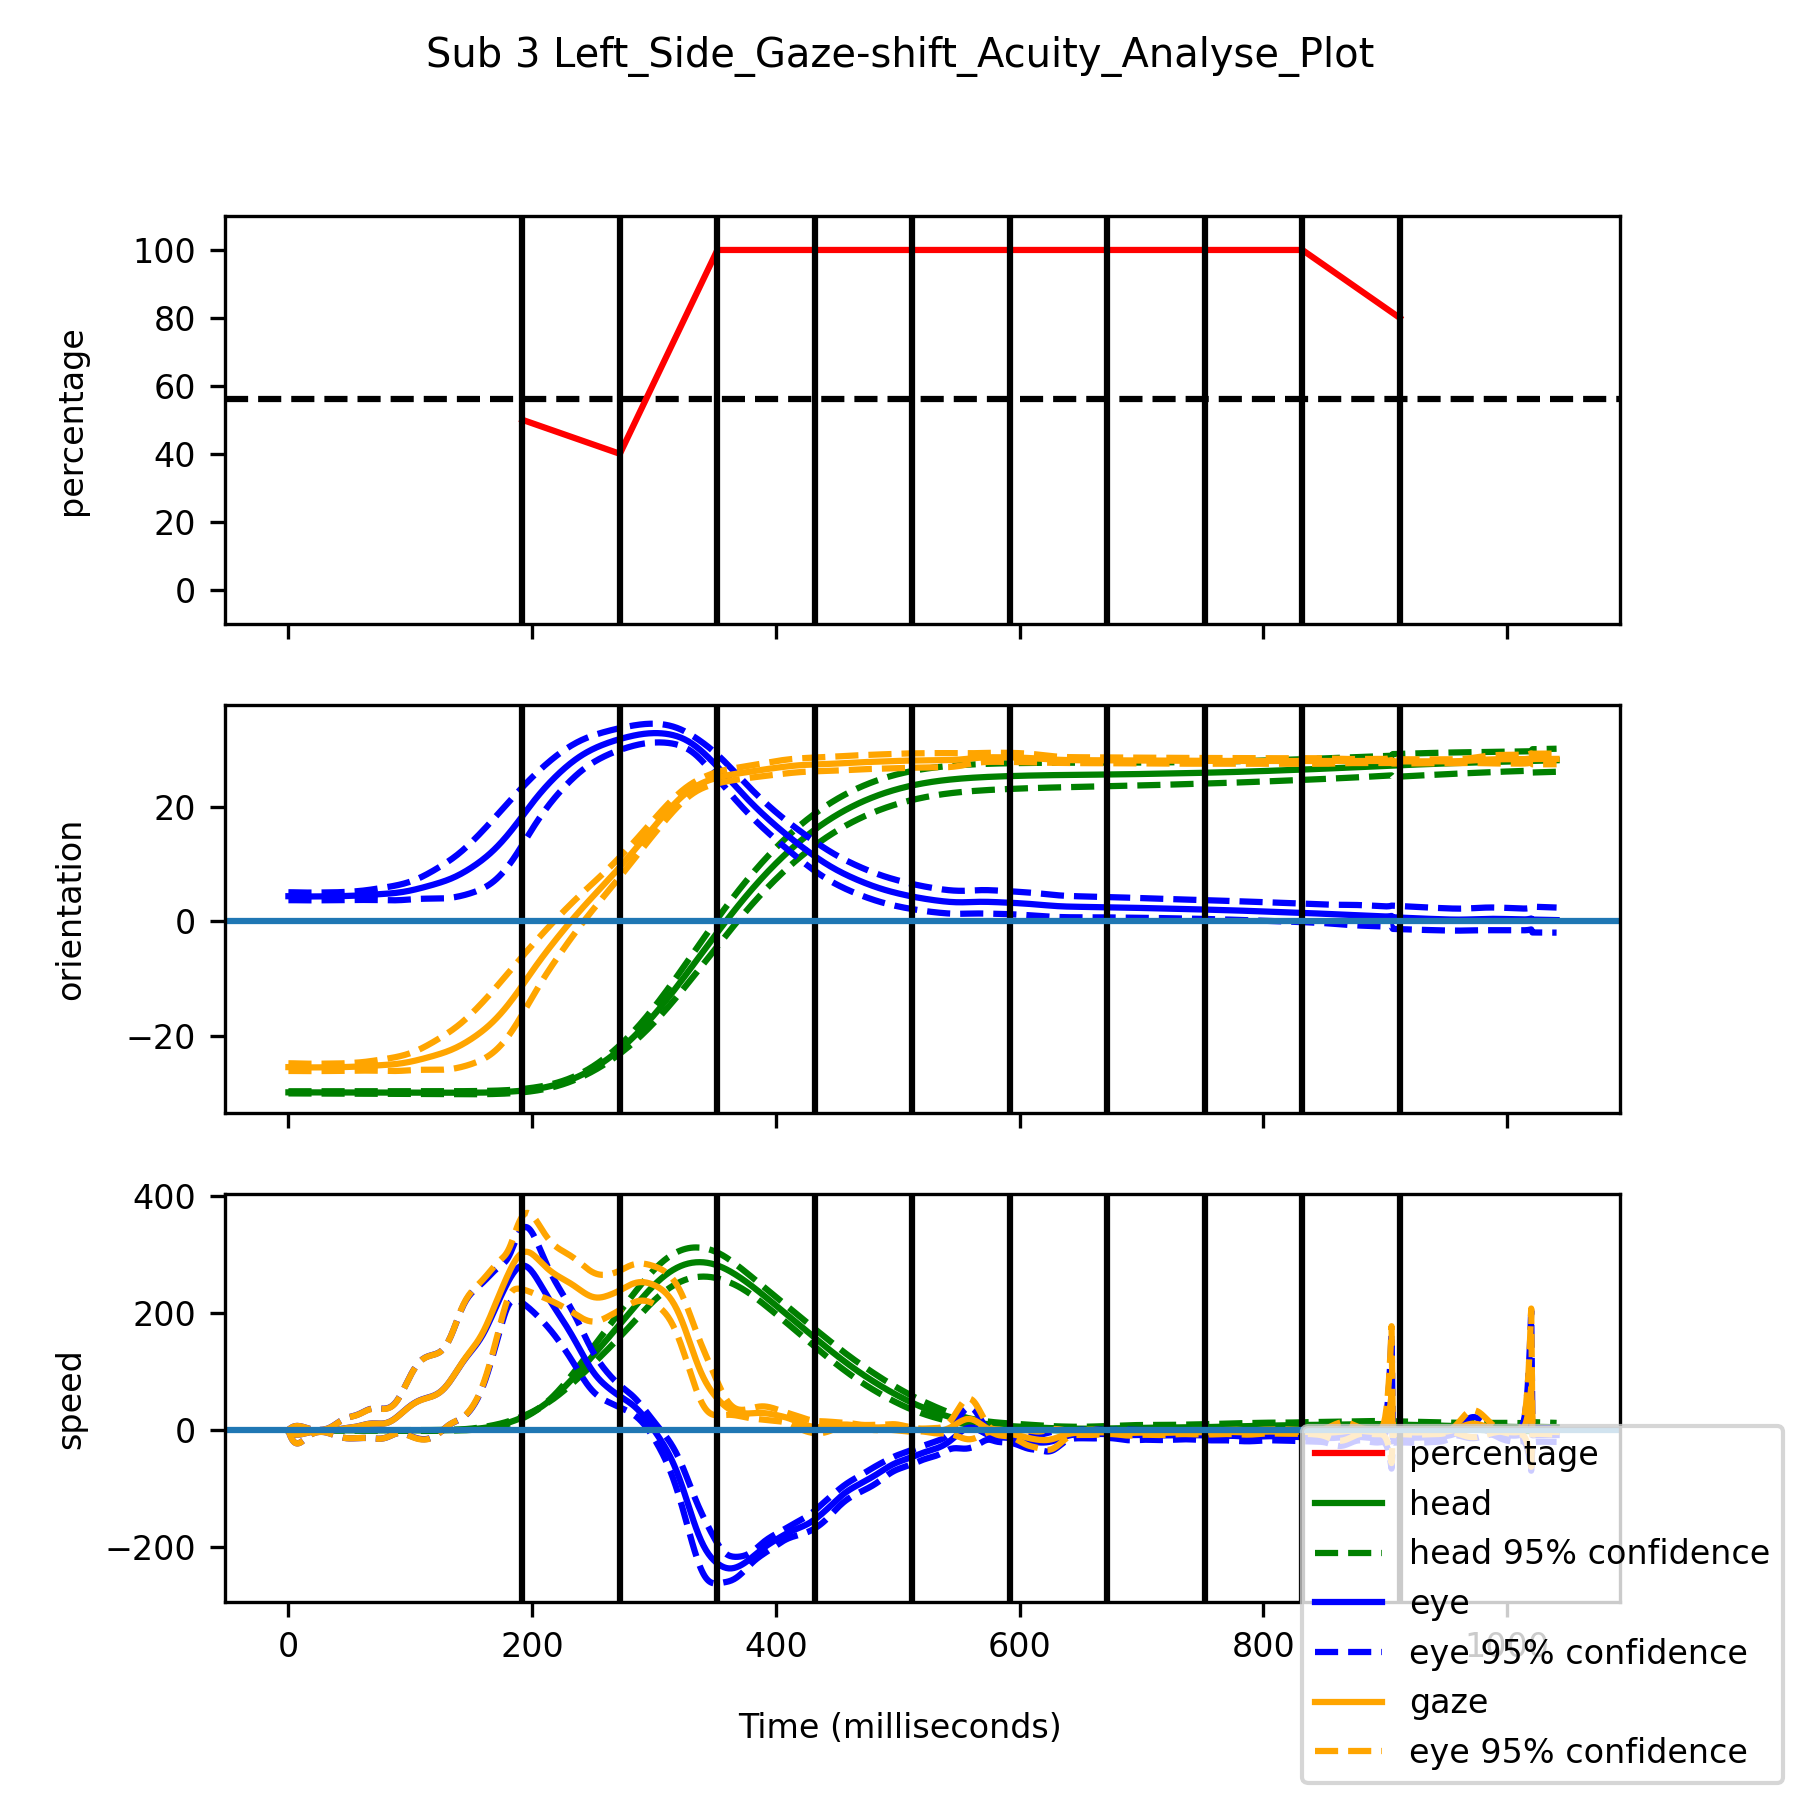 Sub 3 Left_Side_Gaze-shift_Acuity_Analyse_Plot
100
80
60
40
20
0
percentage
20
0
−20
orientation
400
200
0
−200
speed
0
200
400
600
800
1000
Time (milliseconds)
percentage
head
head 95% confidence
eye
eye 95% confidence
gaze
eye 95% confidence